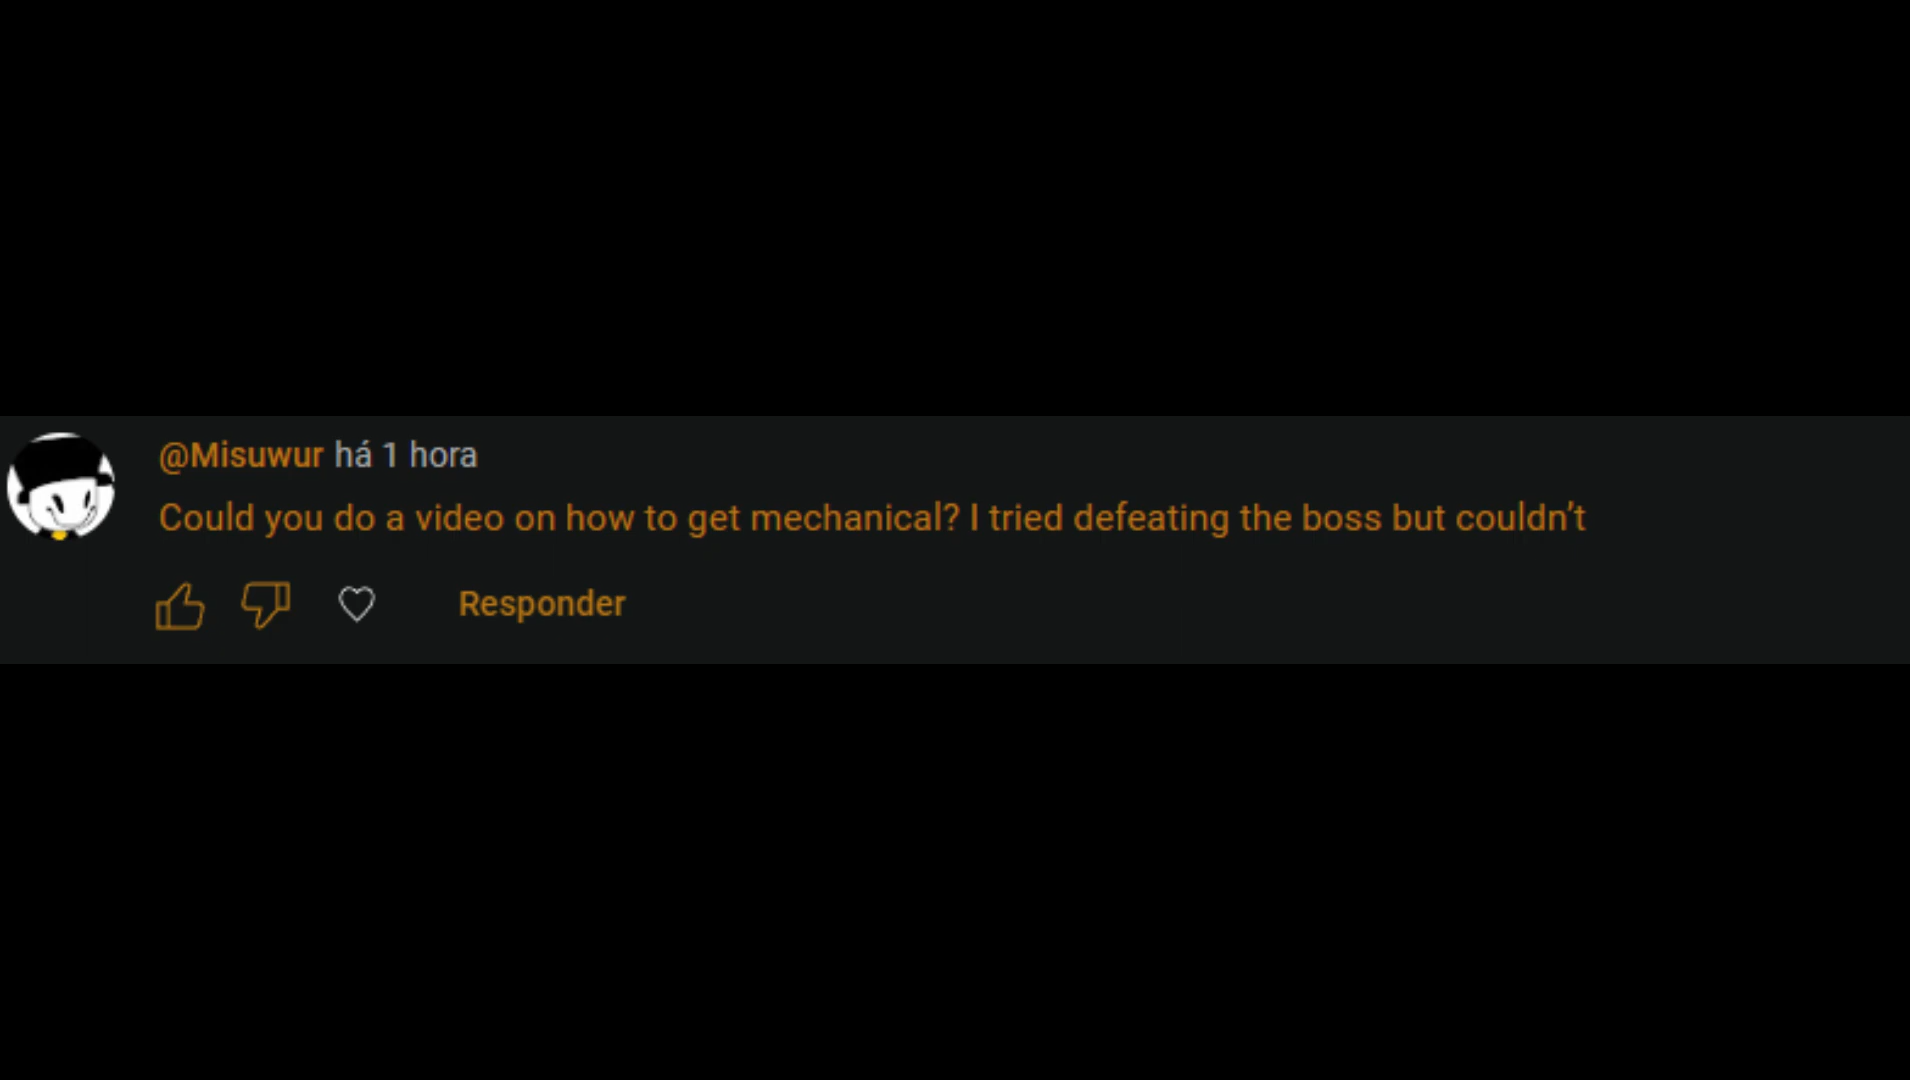 @Misuwur há 1 hora
Could you do a video on how to get mechanical? I tried defeating the boss but couldn’t
Responder